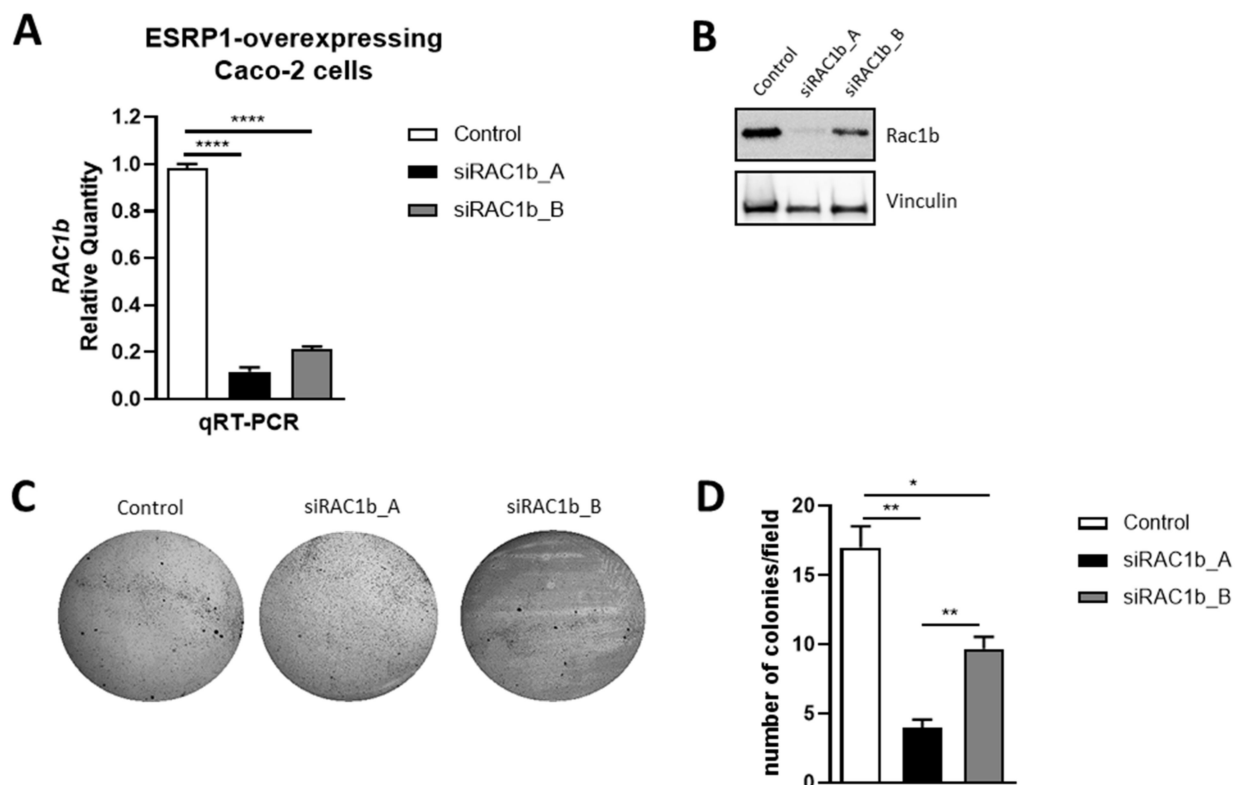 A
ESRP1-overexpressing
Caco-2 cells
RAC1b
Relative Quantity
1.2
1.0
0.8
0.6
0.4
0.2
0.0
****
****
qRT-PCR
Control
siRAC1b_A
siRAC1b_B
B
Control
siRAC1b_A
siRAC1b_B
Rac1b
Vinculin
C
Control
siRAC1b_A
siRAC1b_B
D
number of colonies/field
20
15
10
5
0
*
**
**
Control
siRAC1b_A
siRAC1b_B